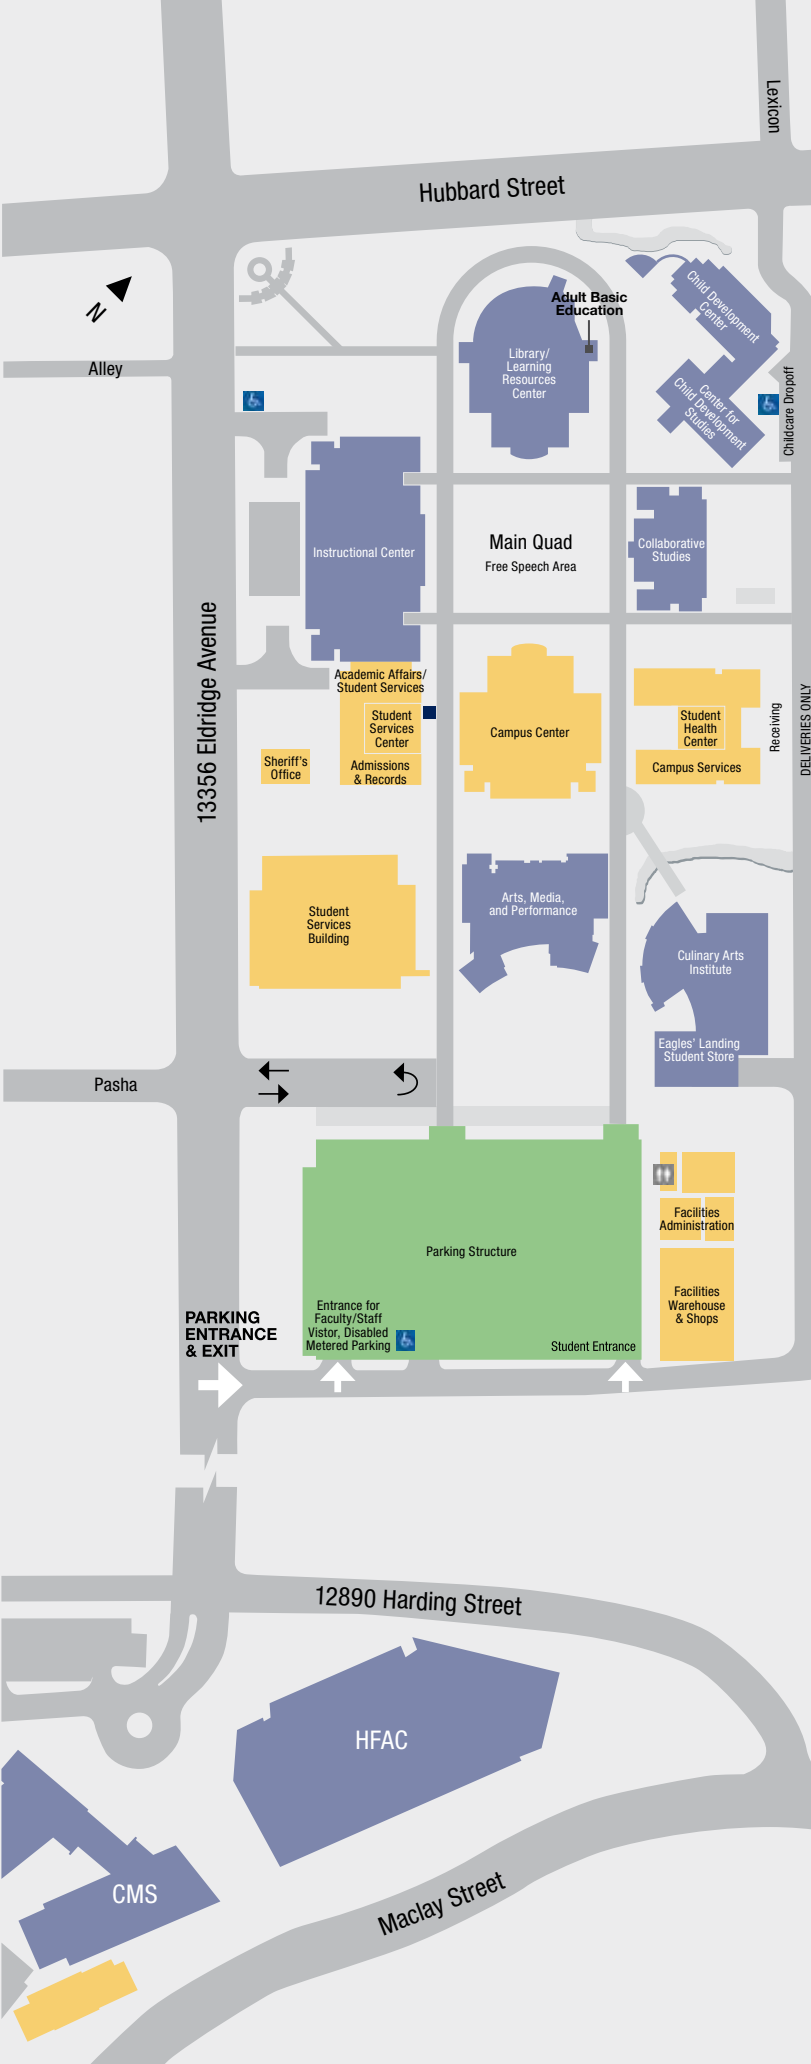 Lexicon
Hubbard Street
N
Alley
Adult Basic
Education
Child Development
Center
Library/
Learning
Resources
Center
Center for
Child Development
Studies
Childcare Dropoff
Instructional Center
Main Quad
Free Speech Area
Collaborative
Studies
13356 Eldridge Avenue
Academic Affairs/
Student Services
Student
Services
Center
Admissions
& Records
Sheriff's
Office
Campus Center
Student
Health
Center
Campus Services
Receiving
DELIVERIES ONLY
Student
Services
Building
Arts, Media,
and Performance
Culinary Arts
Institute
Eagles' Landing
Student Store
Pasha
Parking Structure
Facilities
Administration
Facilities
Warehouse
& Shops
Entrance for
Faculty/Staff
Vistor, Disabled
Metered Parking
Student Entrance
PARKING
ENTRANCE
& EXIT
12890 Harding Street
HFAC
CMS
Maclay Street